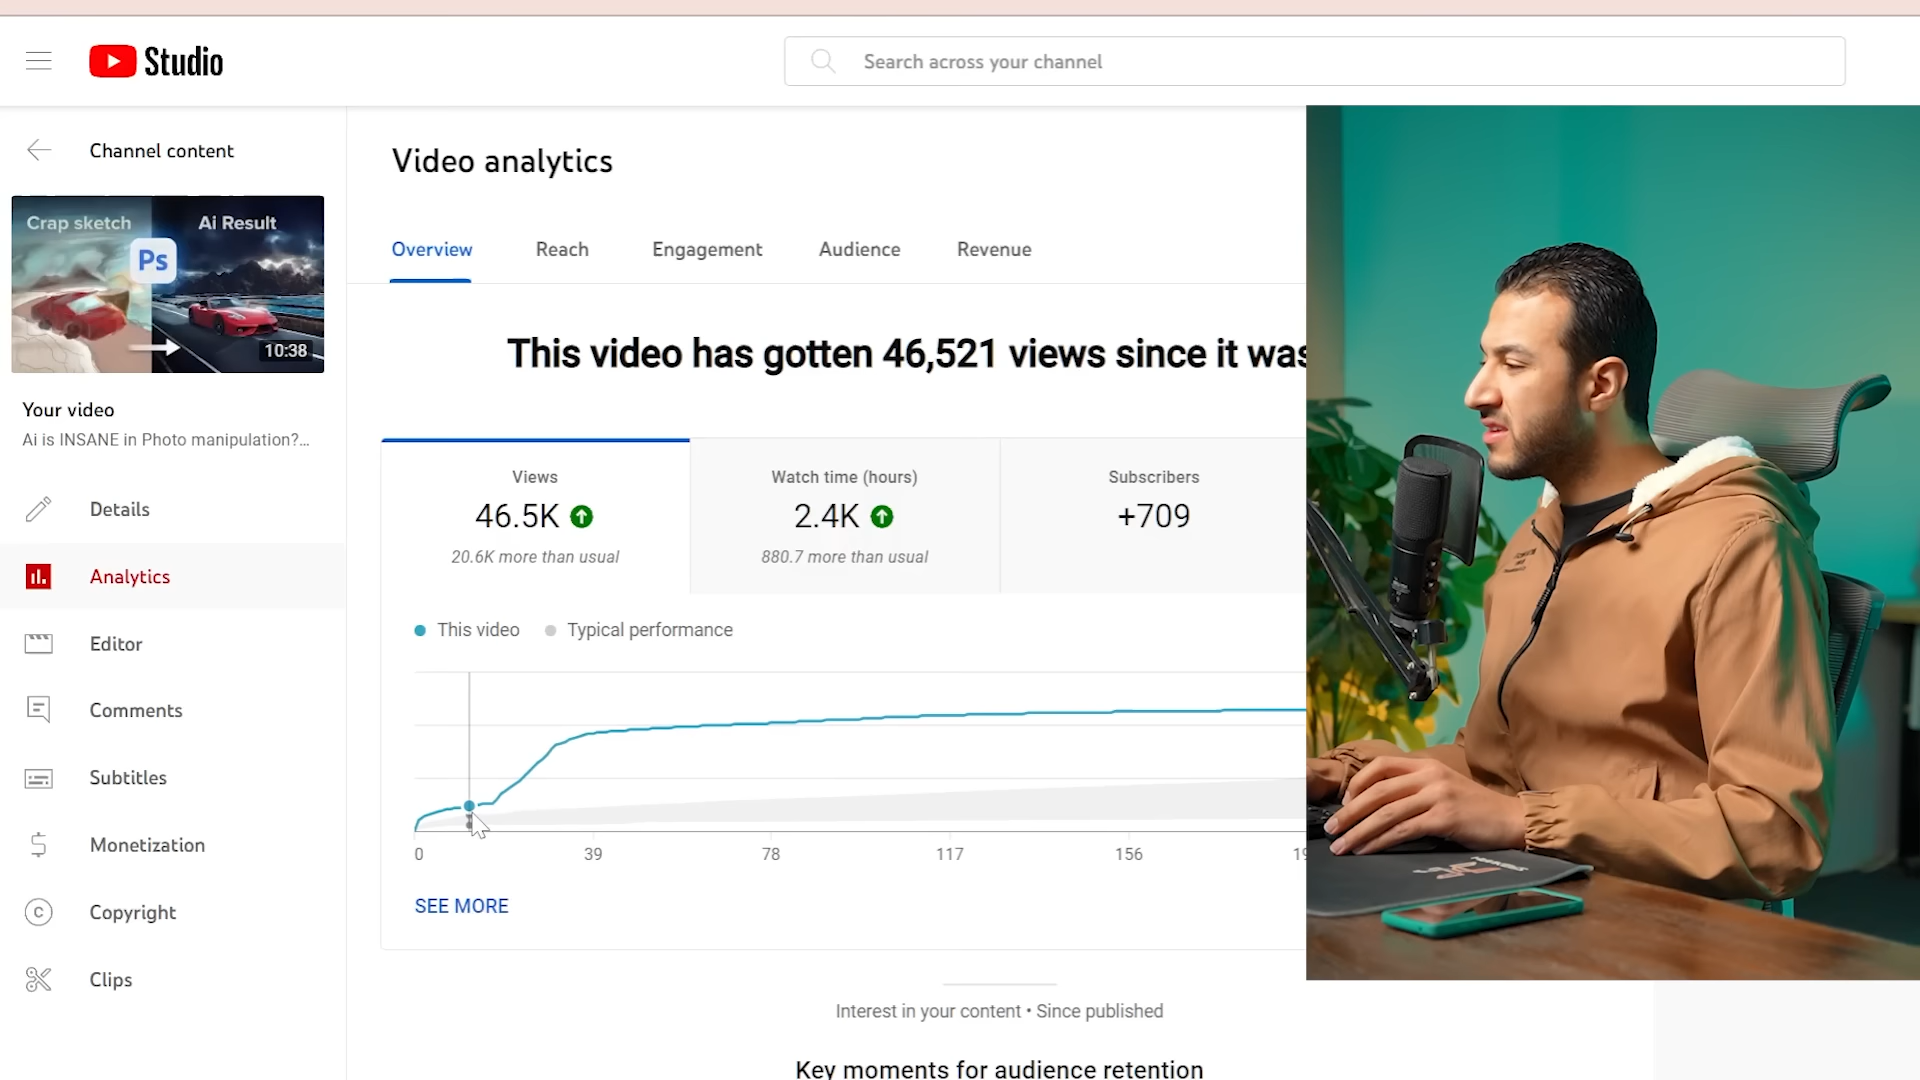 Studio
Search across your channel
Channel content
Crap sketch
Ai Result
Ps
10:38
Your video
Ai is INSANE in Photo manipulation?...
Details
Analytics
Editor
Comments
Subtitles
Monetization
Copyright
Clips
Video analytics
Overview
Reach
Engagement
Audience
Revenue
This video has gotten 46,521 views since it was
Views
46.5K
20.6K more than usual
Watch time (hours)
2.4K
880.7 more than usual
Subscribers
+709
This video
Typical performance
0
39
78
117
156
SEE MORE
Interest in your content • Since published
Key moments for audience retention